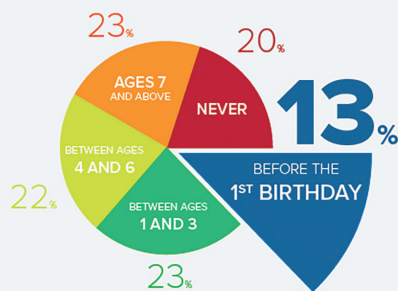 23%
20%
AGES 7
AND ABOVE
NEVER
13%
BETWEEN AGES
4 AND 6
BEFORE THE
1ST BIRTHDAY
22%
BETWEEN AGES
1 AND 3
23%